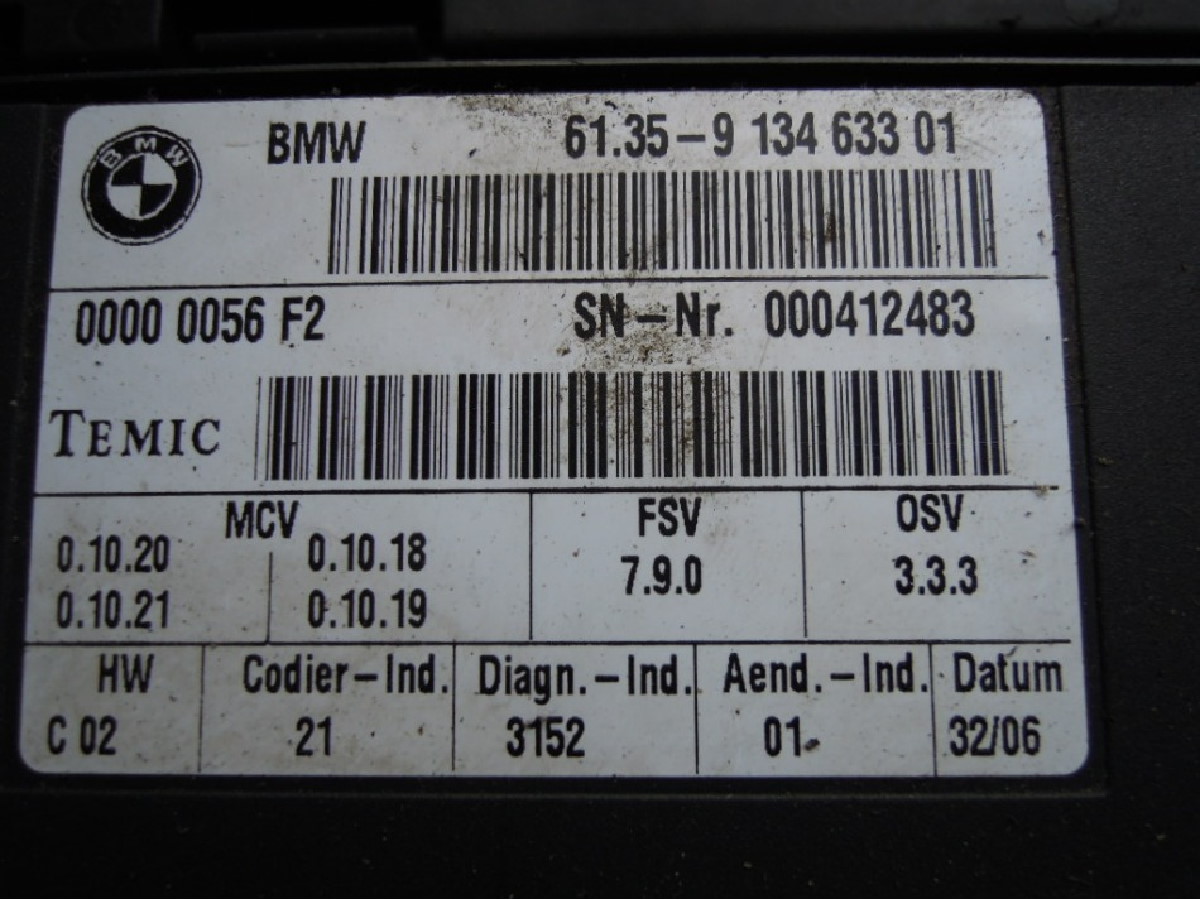 BMW
BMW 61.35-9 134 633 01
0000 0056 F2 SN-Nr. 000412483
TEMIC
MCV FSV OSV
0.10.20 0.10.18 7.9.0 3.3.3
0.10.21 0.10.19
HW Codier-Ind. Diagn.-Ind. Aend.-Ind. Datum
C 02 21 3152 01 32/06